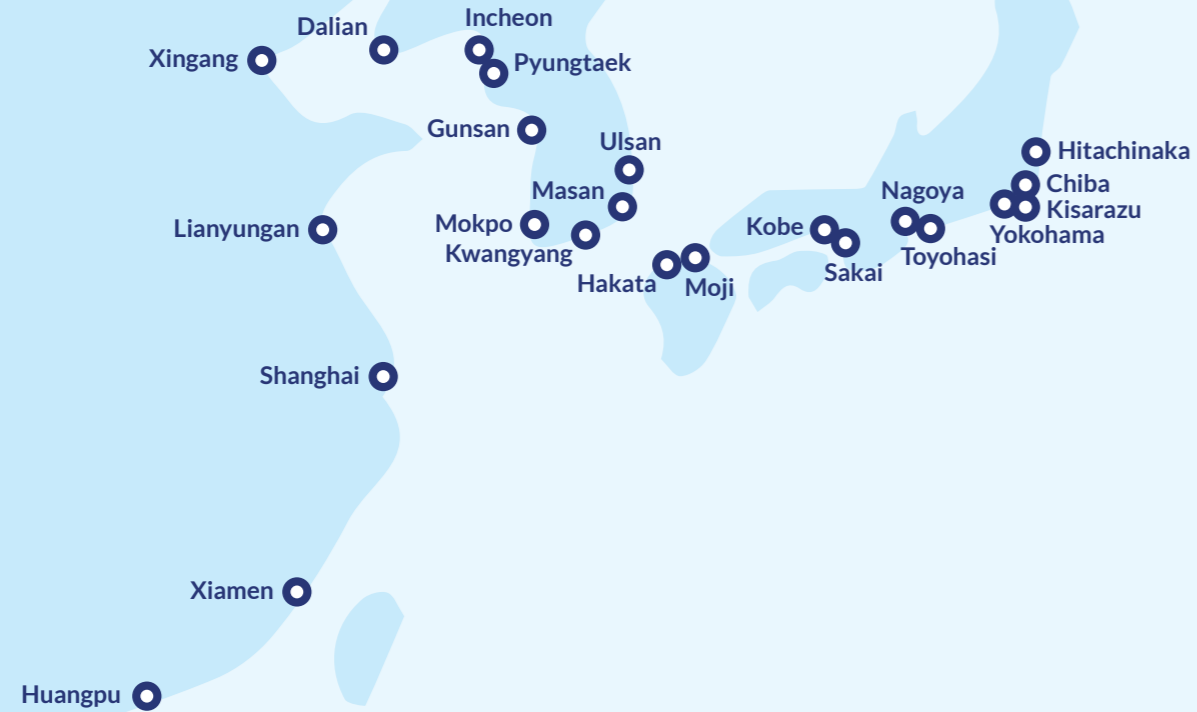 Incheon
Dalian
Xingang
Pyungtaek
Gunsan
Ulsan
Hitachinaka
Chiba
Masan
Nagoya
Kisarazu
Mokpo
Kobe
Lianyungan
Yokohama
Kwangyang
Toyohasi
Sakai
Hakata
Moji
Shanghai
Xiamen
Huangpu